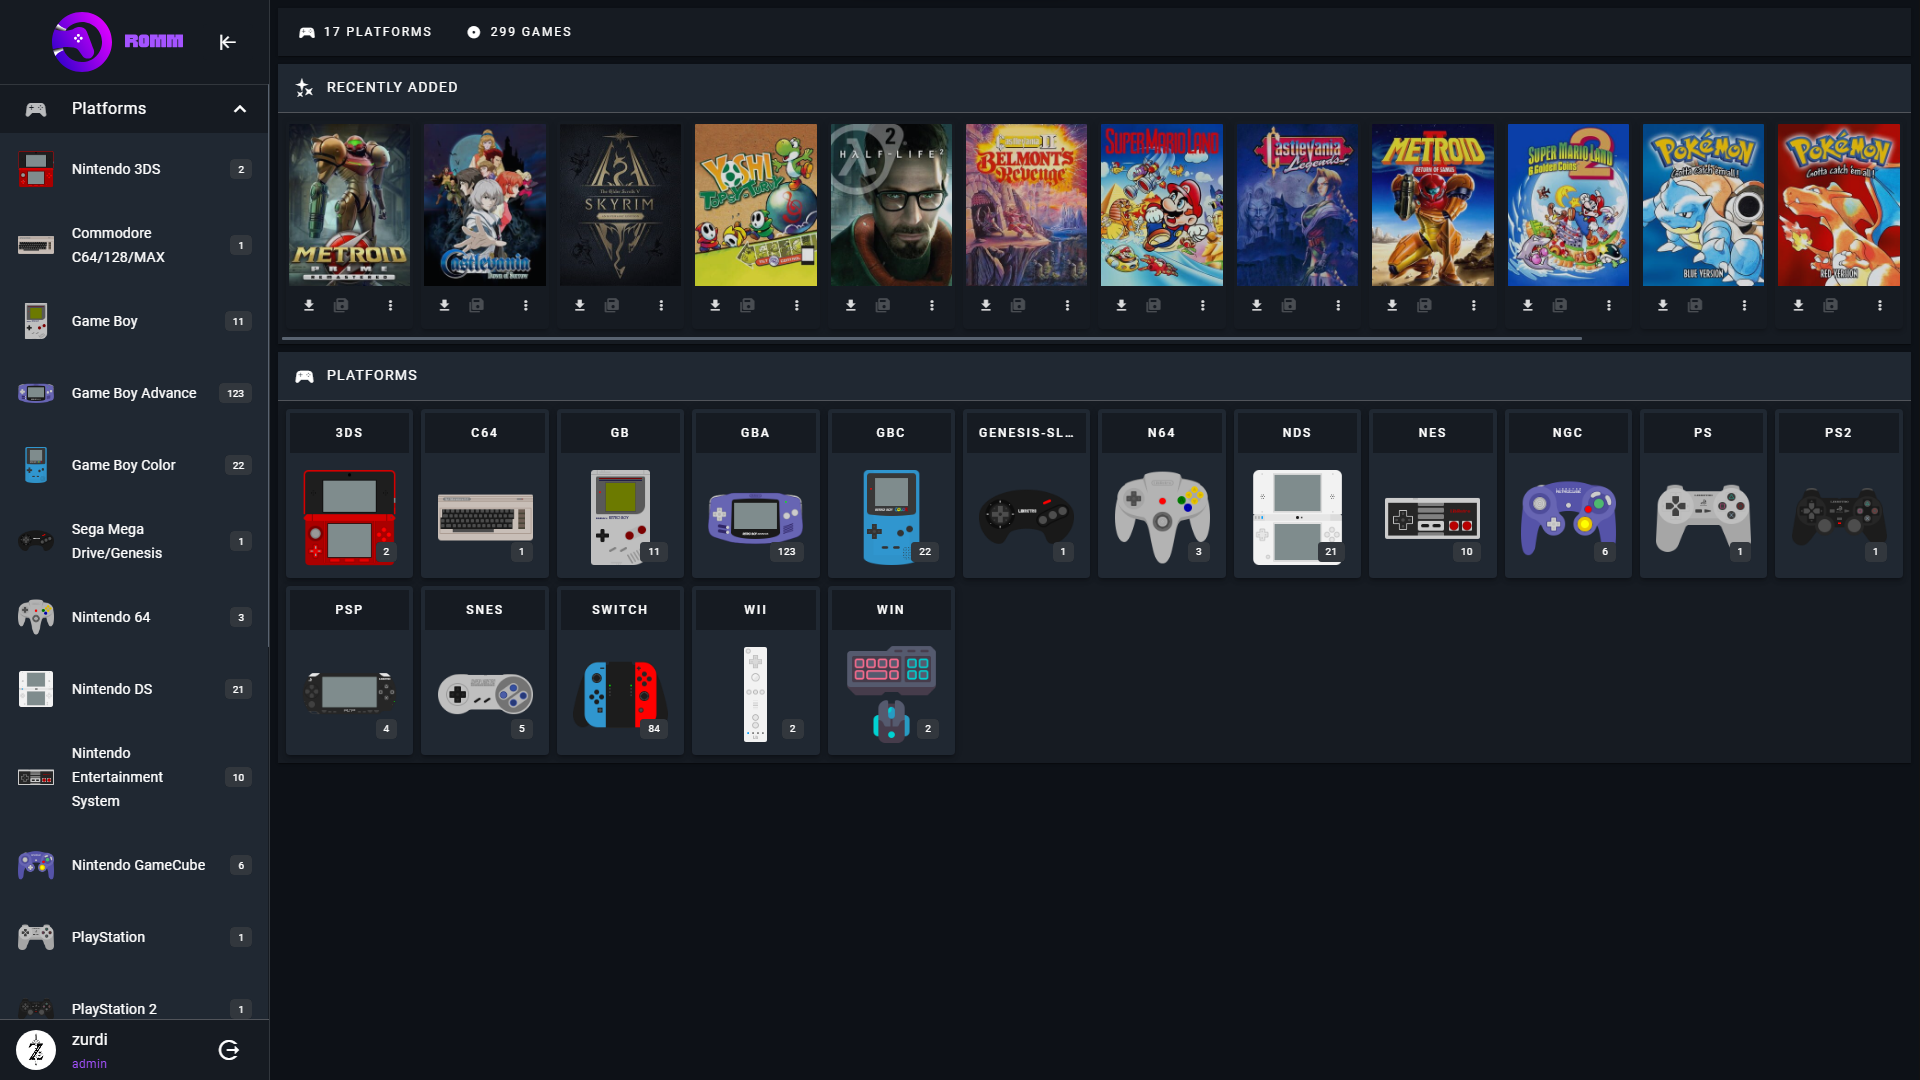 ROMM
Platforms
Nintendo 3DS
2
Commodore
C64/128/MAX
1
Game Boy
11
Game Boy Advance
123
Game Boy Color
22
Sega Mega
Drive/Genesis
1
Nintendo 64
3
Nintendo DS
21
Nintendo
Entertainment
System
10
Nintendo GameCube
6
PlayStation
1
PlayStation 2
1
zurdi
admin
17 PLATFORMS
299 GAMES
RECENTLY ADDED
METROID
PRIME
REMASTERED
Castlevania
Dawn of Sorrow
The Elder Scrolls V
SKYRIM
YOSHI
TOPSY-TURVY
HALF-LIFE 2
Castlevania II
BELMONT'S
Revenge
SUPER MARIO LAND
Castlevania
Legends
METROID II
RETURN OF SAMUS
SUPER MARIO LAND 2
6 Golden Coins
POKéMON
Gotta catch 'em all!
BLUE VERSION
POKéMON
Gotta catch 'em all!
RED VERSION
PLATFORMS
3DS
2
C64
1
GB
11
GBA
123
GBC
22
GENESIS-SL...
1
N64
3
NDS
21
NES
10
NGC
6
PS
1
PS2
1
PSP
4
SNES
5
SWITCH
84
WII
2
WIN
2